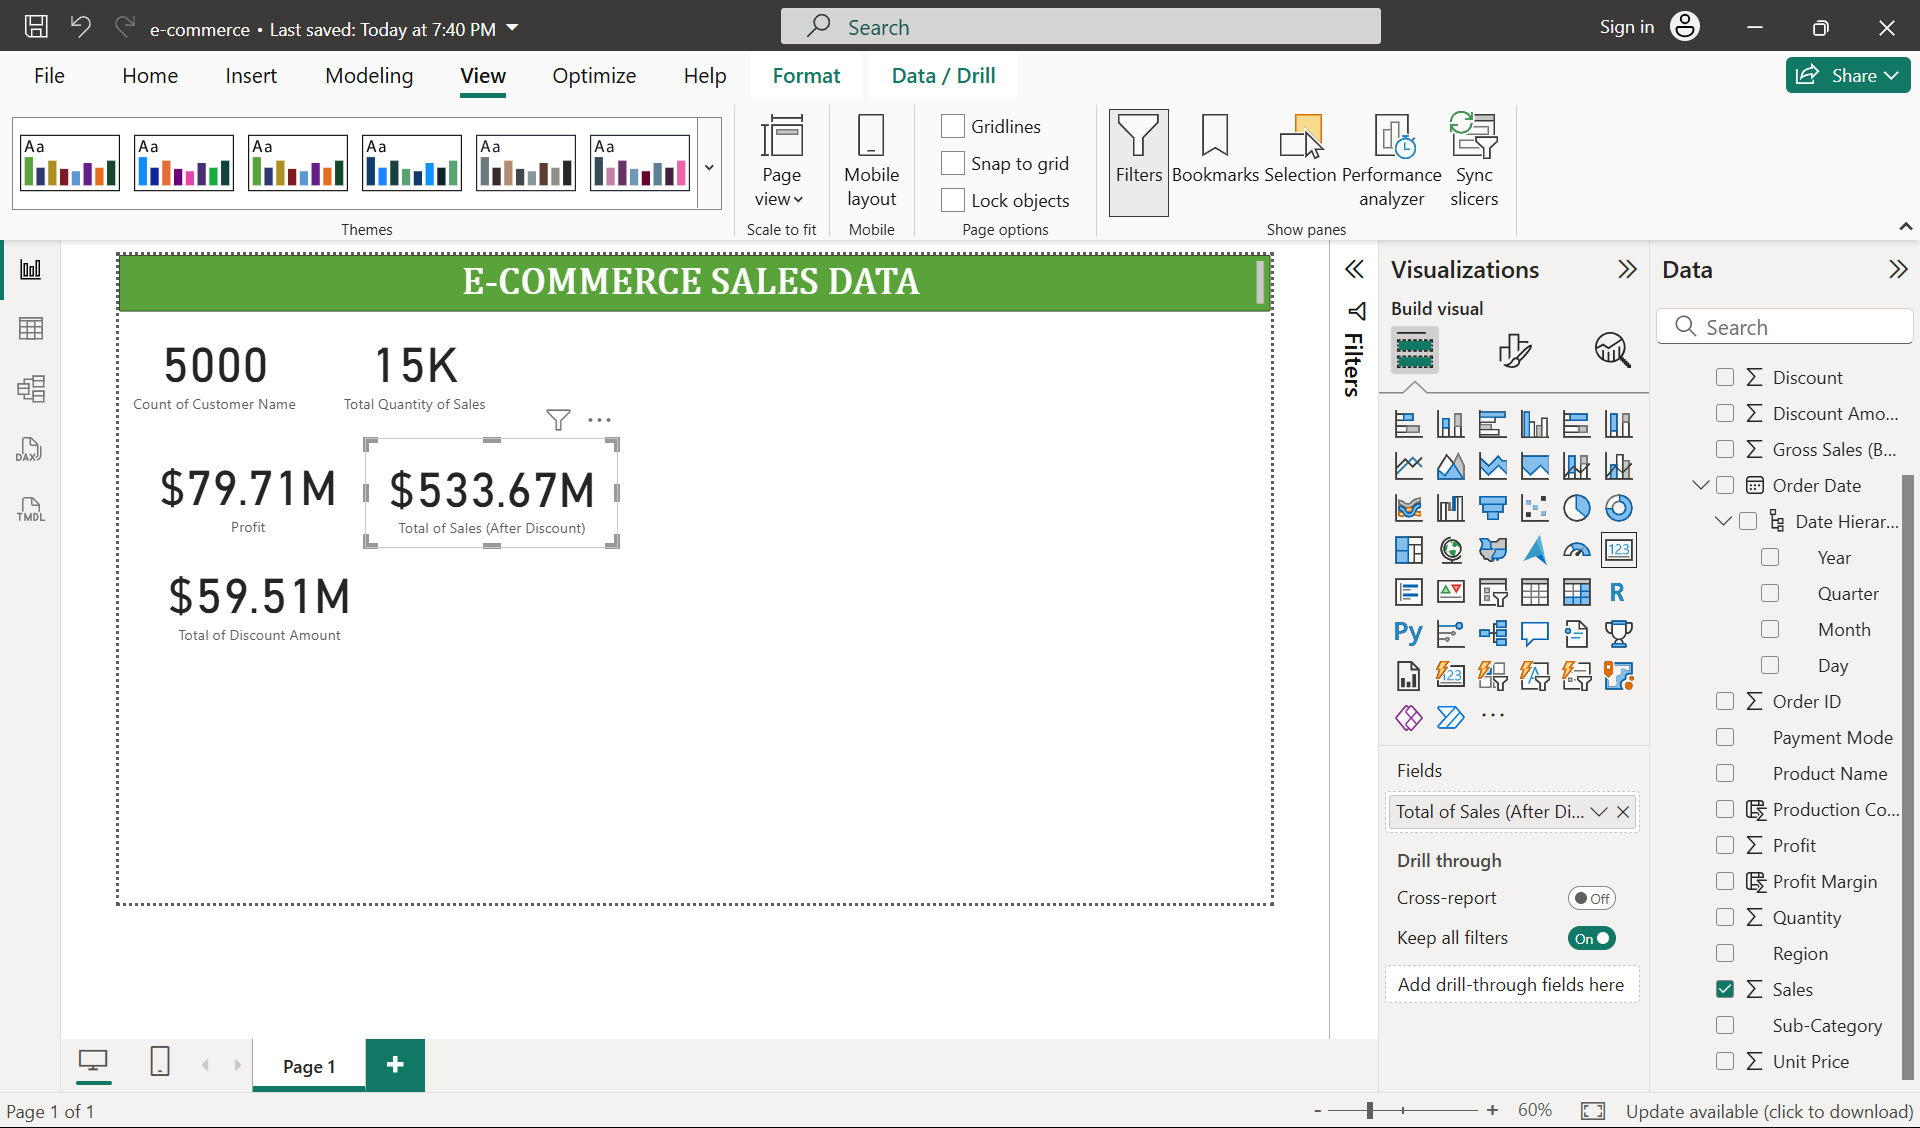 e-commerce • Last saved: Today at 7:40 PM
Search
Sign in
File Home Insert Modeling View Optimize Help Format Data / Drill
Share
Aa Aa Aa Aa Aa Aa
Themes
Page view
Scale to fit
Mobile layout
Mobile
Gridlines
Snap to grid
Lock objects
Page options
Filters
Bookmarks
Selection
Performance analyzer
Sync slicers
Show panes
DAX
TMDL
E-COMMERCE SALES DATA
5000
Count of Customer Name
15K
Total Quantity of Sales
$79.71M
Profit
$533.67M
Total of Sales (After Discount)
$59.51M
Total of Discount Amount
Filters
Visualizations
Build visual
123
R
Py
123
Fields
Total of Sales (After Di...
Drill through
Cross-report
Off
Keep all filters
On
Add drill-through fields here
Data
Search
Discount
Discount Amo...
Gross Sales (B...
Order Date
Date Hierar...
Year
Quarter
Month
Day
Order ID
Payment Mode
Product Name
Production Co...
Profit
Profit Margin
Quantity
Region
Sales
Sub-Category
Unit Price
Page 1
+
Page 1 of 1
- + 60%
Update available (click to download)